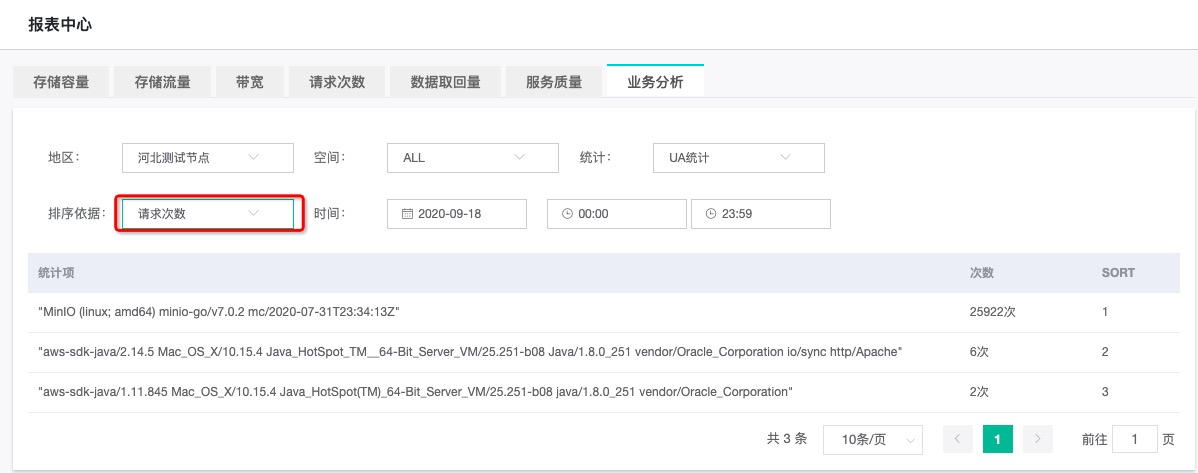 报表中心
存储容量 存储流量 带宽 请求次数 数据取回量 服务质量 业务分析
地区： 河北测试节点 空间： ALL 统计： UA统计
排序依据： 请求次数 时间： 2020-09-18 00:00 23:59
统计项 次数 SORT
"MinIO (linux; amd64) minio-go/v7.0.2 mc/2020-07-31T23:34:13Z" 25922次 1
"aws-sdk-java/2.14.5 Mac_OS_X/10.15.4 Java_HotSpot_TM__64-Bit_Server_VM/25.251-b08 Java/1.8.0_251 vendor/Oracle_Corporation io/sync http/Apache" 6次 2
"aws-sdk-java/1.11.845 Mac_OS_X/10.15.4 Java_HotSpot(TM)_64-Bit_Server_VM/25.251-b08 java/1.8.0_251 vendor/Oracle_Corporation" 2次 3
共 3 条 10条/页 1 前往 1 页